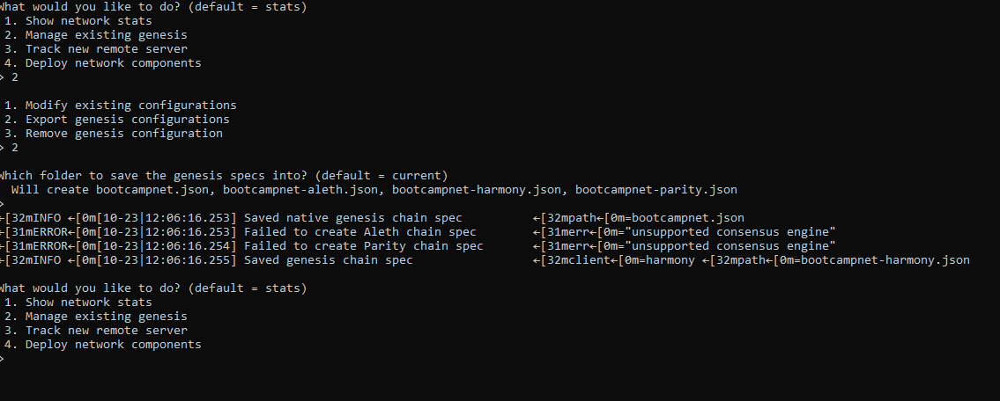 What would you like to do? (default = stats)
1. Show network stats
2. Manage existing genesis
3. Track new remote server
4. Deploy network components
> 2
1. Modify existing configurations
2. Export genesis configurations
3. Remove genesis configuration
> 2
Which folder to save the genesis specs into? (default = current)
Will create bootcampnet.json, bootcampnet-aleth.json, bootcampnet-harmony.json, bootcampnet-parity.json
>
←[32mINFO ←[0m[10-23|12:06:16.253] Saved native genesis chain spec ←[32mpath←[0m=bootcampnet.json
←[31mERROR←[0m[10-23|12:06:16.253] Failed to create Aleth chain spec ←[31merr←[0m="unsupported consensus engine"
←[31mERROR←[0m[10-23|12:06:16.254] Failed to create Parity chain spec ←[31merr←[0m="unsupported consensus engine"
←[32mINFO ←[0m[10-23|12:06:16.255] Saved genesis chain spec ←[32mclient←[0m=harmony ←[32mpath←[0m=bootcampnet-harmony.json
What would you like to do? (default = stats)
1. Show network stats
2. Manage existing genesis
3. Track new remote server
4. Deploy network components
>